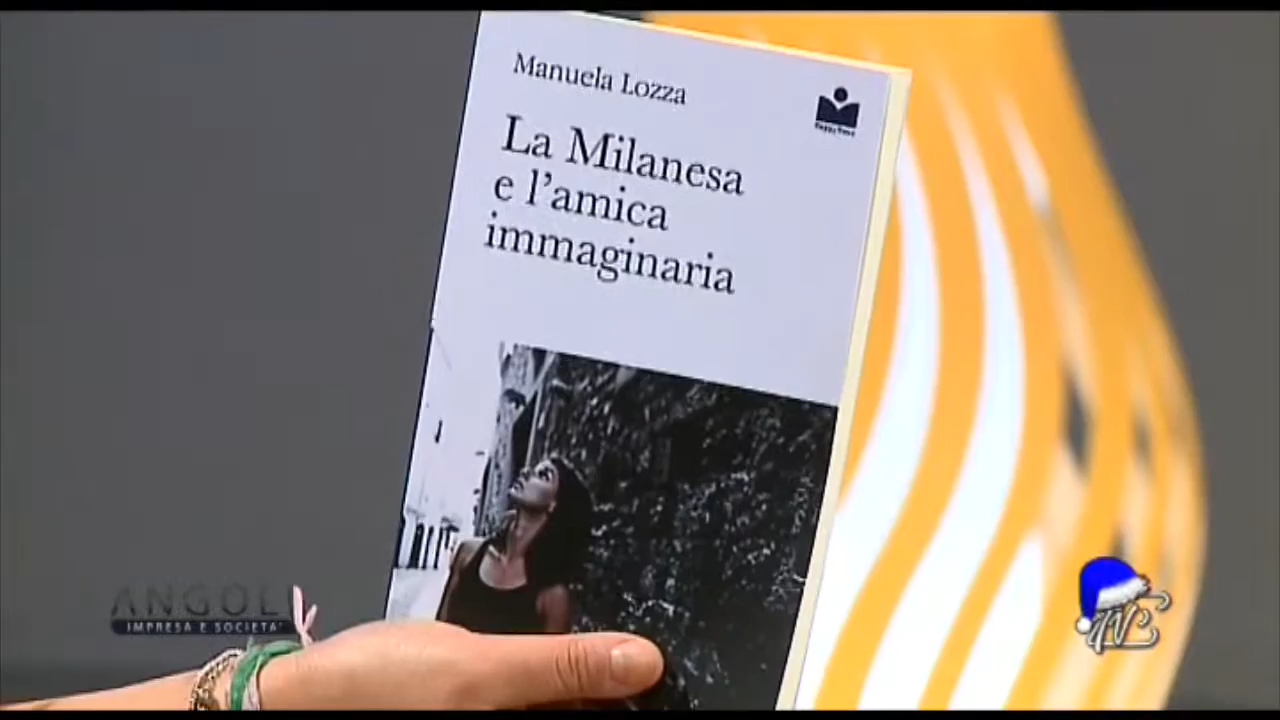 Manuela Lozza
La Milanesa
e l'amica
immaginaria
ANGOLI
IMPRESA E SOCIETA'